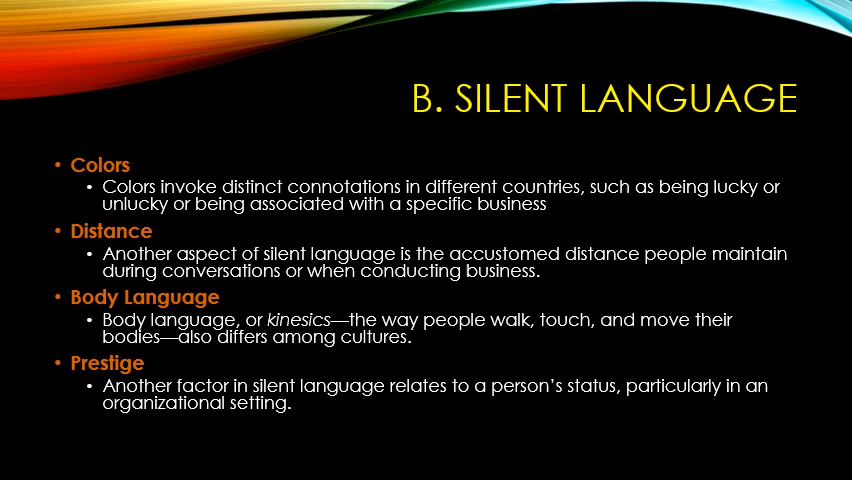 B. SILENT LANGUAGE
• Colors
• Colors invoke distinct connotations in different countries, such as being lucky or
unlucky or being associated with a specific business
• Distance
• Another aspect of silent language is the accustomed distance people maintain
during conversations or when conducting business.
• Body Language
• Body language, or kinesics—the way people walk, touch, and move their
bodies—also differs among cultures.
• Prestige
• Another factor in silent language relates to a person’s status, particularly in an
organizational setting.